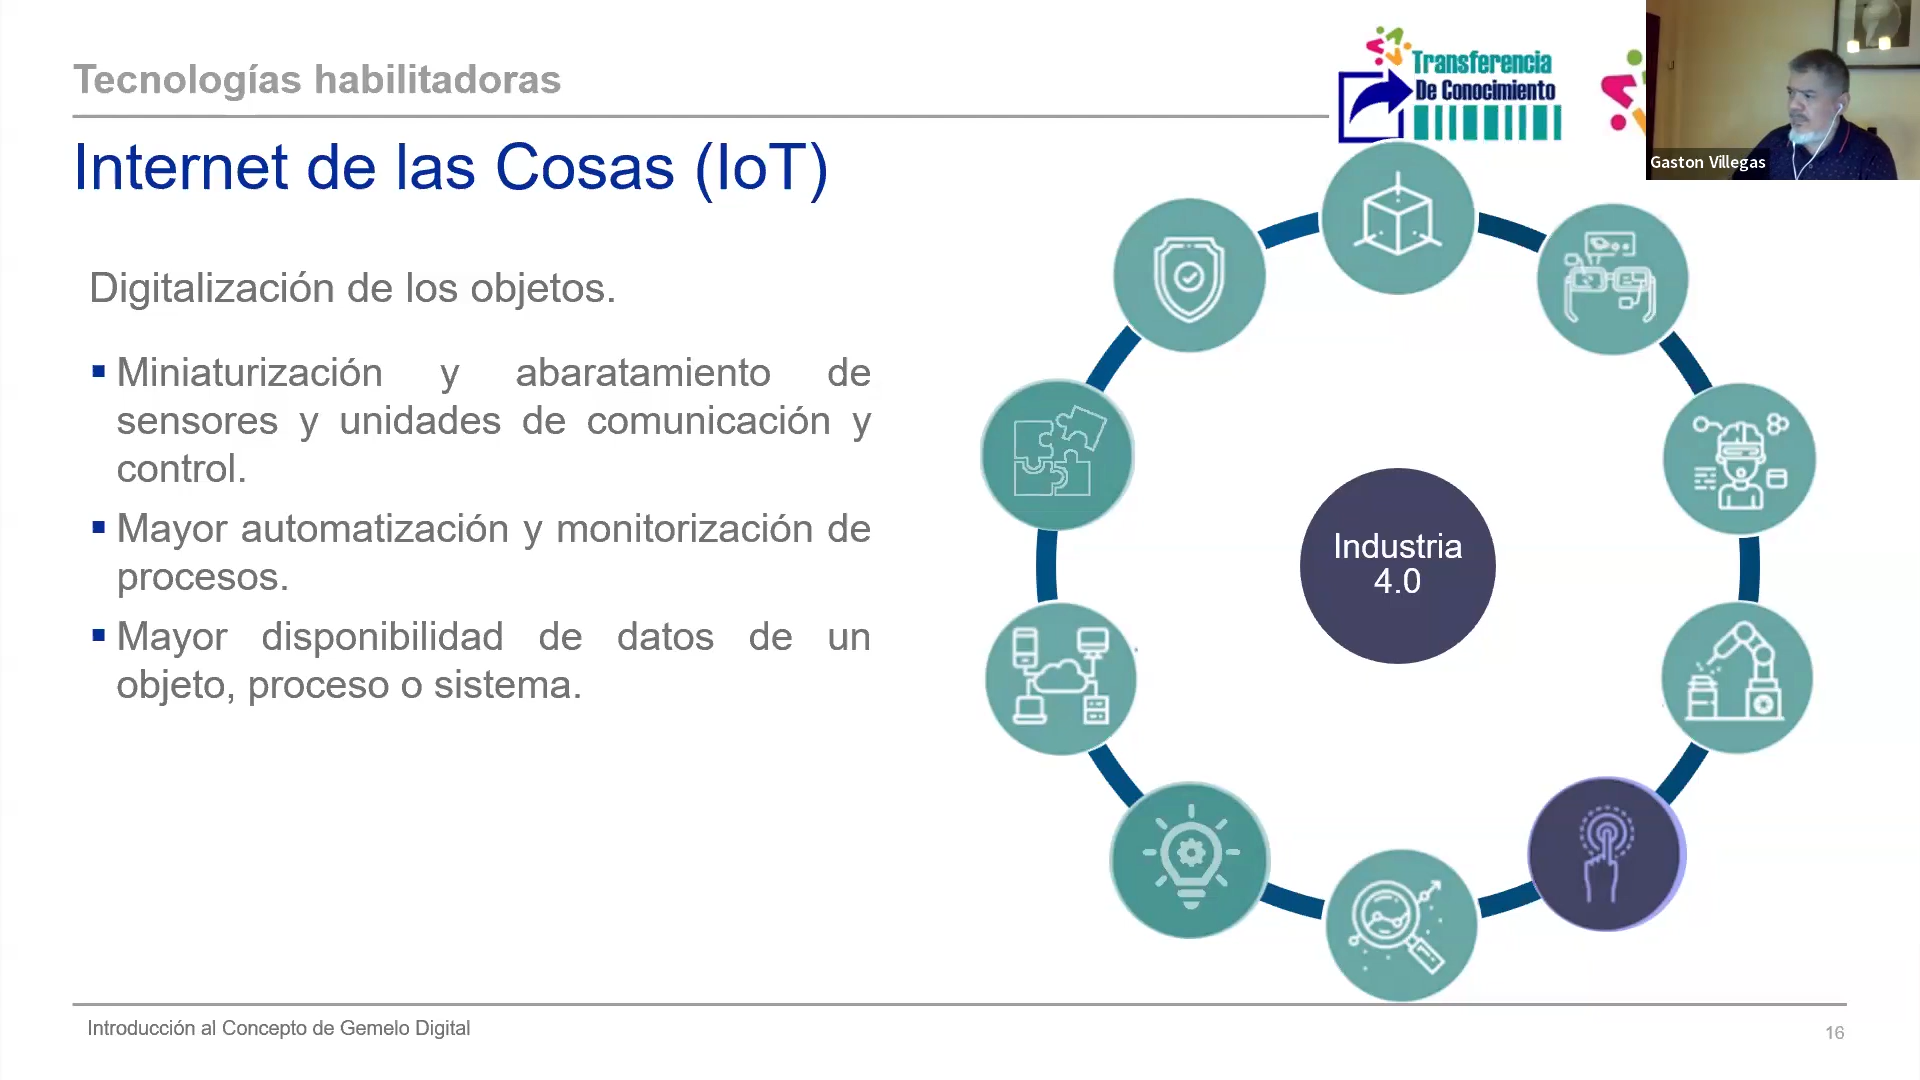 Tecnologías habilitadoras
Transferencia
De Conocimiento
Gaston Villegas
Internet de las Cosas (IoT)
Digitalización de los objetos.
▪ Miniaturización y abaratamiento de
sensores y unidades de comunicación y
control.
▪ Mayor automatización y monitorización de
procesos.
▪ Mayor disponibilidad de datos de un
objeto, proceso o sistema.
Industria
4.0
Introducción al Concepto de Gemelo Digital
16